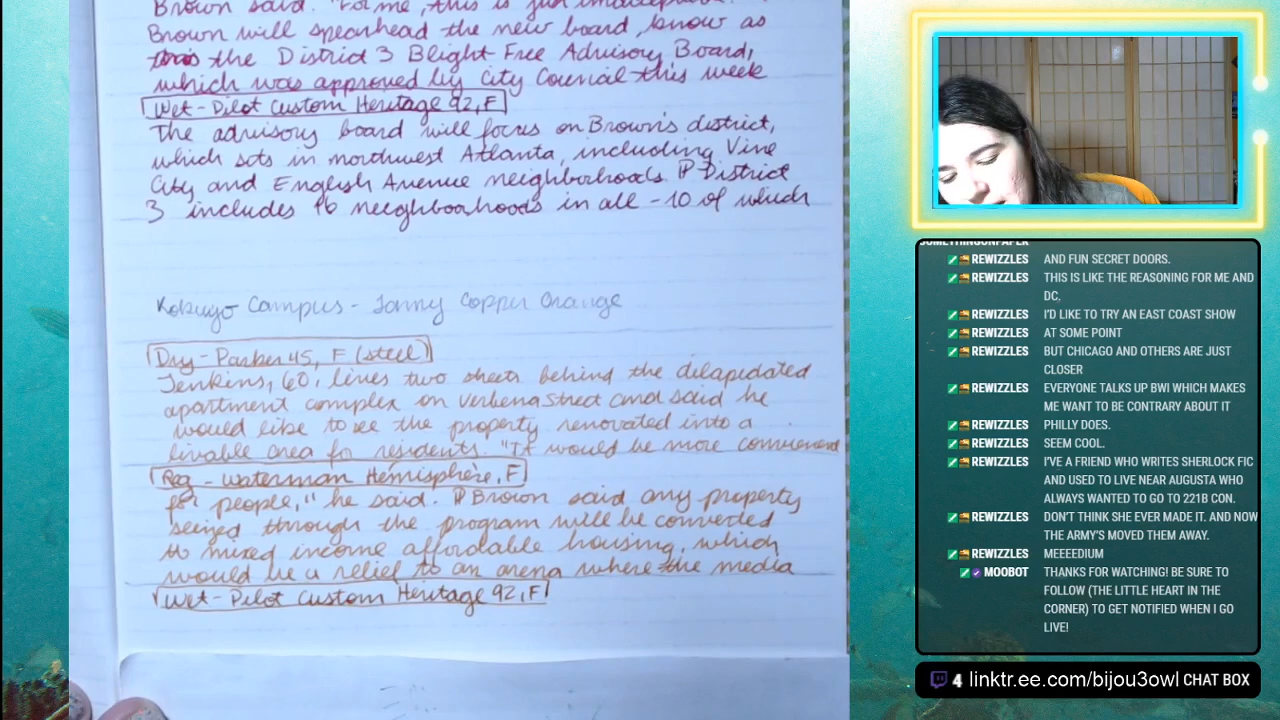 Brown said. "For me, this is just
Brown will spearhead the new board, know as
the District 3 Blight Free Advisory Board,
which was approved by City Council this week
Wet - Pilot Custom Heritage 92, F
The advisory board will focus on Brown's district,
which sits in northwest Atlanta, including Vine
City and English Avenue neighborhoods. ¶ District
3 includes 16 neighborhoods in all - 10 of which
Kokuyo Campus - Tonny Copper Orange
Dry - Parker 45, F (steel)
Jenkins, 60, lives two streets behind the dilapidated
apartment complex on Verbena Street and said he
would like to see the property renovated into a
livable area for residents. "It would be more convenient
Reg - Waterman Hémisphère, F
for people," he said. ¶ Brown said any property
seized through the program will be converted
to mixed income affordable housing, which
would be a relief to an area where the media
Wet - Pilot Custom Heritage 92, F
SOMETHINGONPAPER
REWIZZLES AND FUN SECRET DOORS.
REWIZZLES THIS IS LIKE THE REASONING FOR ME AND
DC.
REWIZZLES I'D LIKE TO TRY AN EAST COAST SHOW
REWIZZLES AT SOME POINT
REWIZZLES BUT CHICAGO AND OTHERS ARE JUST
CLOSER
REWIZZLES EVERYONE TALKS UP BWI WHICH MAKES
ME WANT TO BE CONTRARY ABOUT IT
REWIZZLES PHILLY DOES.
REWIZZLES SEEM COOL.
REWIZZLES I'VE A FRIEND WHO WRITES SHERLOCK FIC
AND USED TO LIVE NEAR AUGUSTA WHO
ALWAYS WANTED TO GO TO 221B CON.
REWIZZLES DON'T THINK SHE EVER MADE IT. AND NOW
THE ARMY'S MOVED THEM AWAY.
REWIZZLES MEEEEDIUM
MOOBOT THANKS FOR WATCHING! BE SURE TO
FOLLOW (THE LITTLE HEART IN THE
CORNER) TO GET NOTIFIED WHEN I GO
LIVE!
4 linktr.ee.com/bijou3owl CHAT BOX